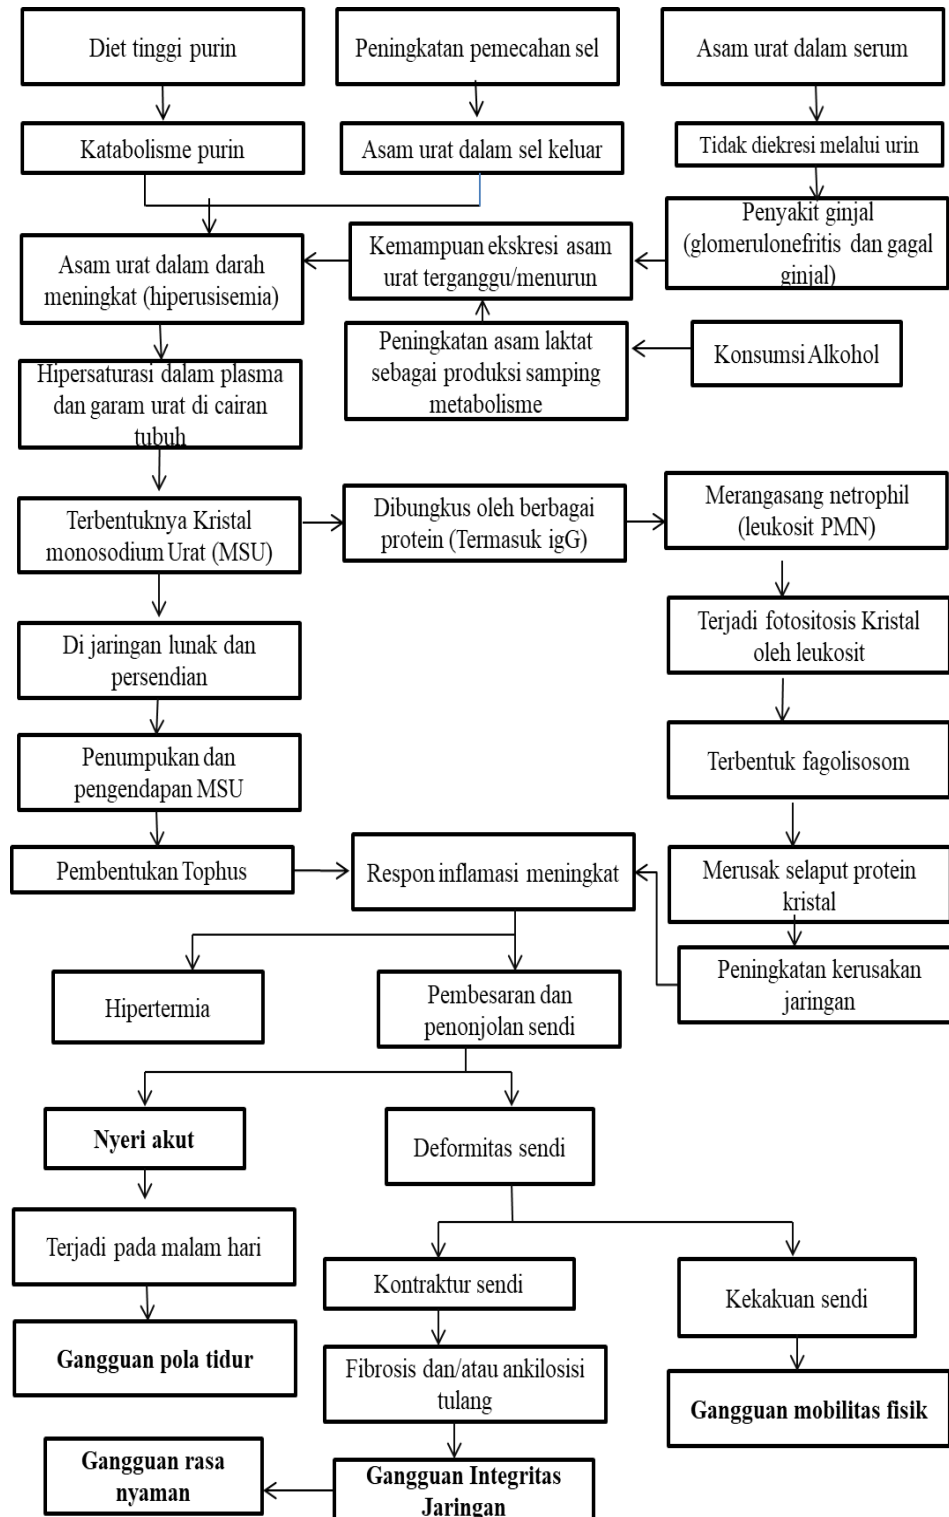 Diet tinggi purin
Peningkatan pemecahan sel
Asam urat dalam serum
Katabolisme purin
Asam urat dalam sel keluar
Tidak diekresi melalui urin
Penyakit ginjal
(glomerulonefritis dan gagal
ginjal)
Kemampuan ekskresi asam
urat terganggu/menurun
Asam urat dalam darah
meningkat (hiperusisemia)
Peningkatan asam laktat
sebagai produksi samping
metabolisme
Konsumsi Alkohol
Hipersaturasi dalam plasma
dan garam urat di cairan
tubuh
Terbentuknya Kristal
monosodium Urat (MSU)
Dibungkus oleh berbagai
protein (Termasuk igG)
Merangasang netrophil
(leukosit PMN)
Di jaringan lunak dan
persendian
Terjadi fotositosis Kristal
oleh leukosit
Penumpukan dan
pengendapan MSU
Terbentuk fagolisosom
Pembentukan Tophus
Respon inflamasi meningkat
Merusak selaput protein
kristal
Peningkatan kerusakan
jaringan
Hipertermia
Pembesaran dan
penonjolan sendi
Nyeri akut
Deformitas sendi
Terjadi pada malam hari
Kontraktur sendi
Kekakuan sendi
Gangguan pola tidur
Fibrosis dan/atau ankilosisi
tulang
Gangguan mobilitas fisik
Gangguan rasa
nyaman
Gangguan Integritas
Jaringan